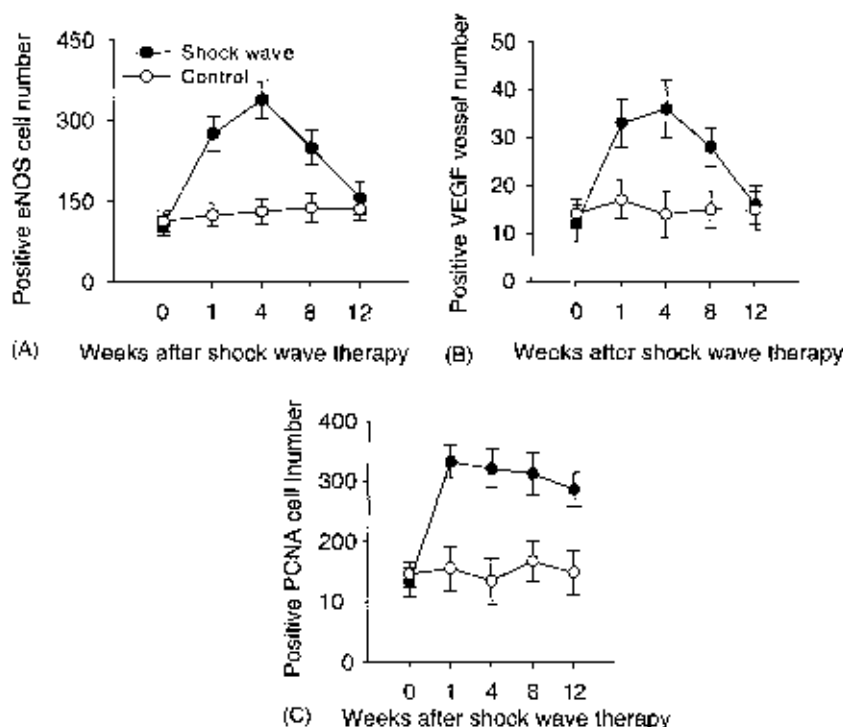 Positive eNOS cell number
450
300
150
0
Shock wave
Control
0 1 4 8 12
(A) Weeks after shock wave therapy
Positive VEGF vossel number
50
40
30
20
10
0
0 1 4 8 12
(B) Weeks after shock wave therapy
Positive PCNA cell lnumber
400
300
200
10
0
0 1 4 8 12
(C) Weeks after shock wave therapy